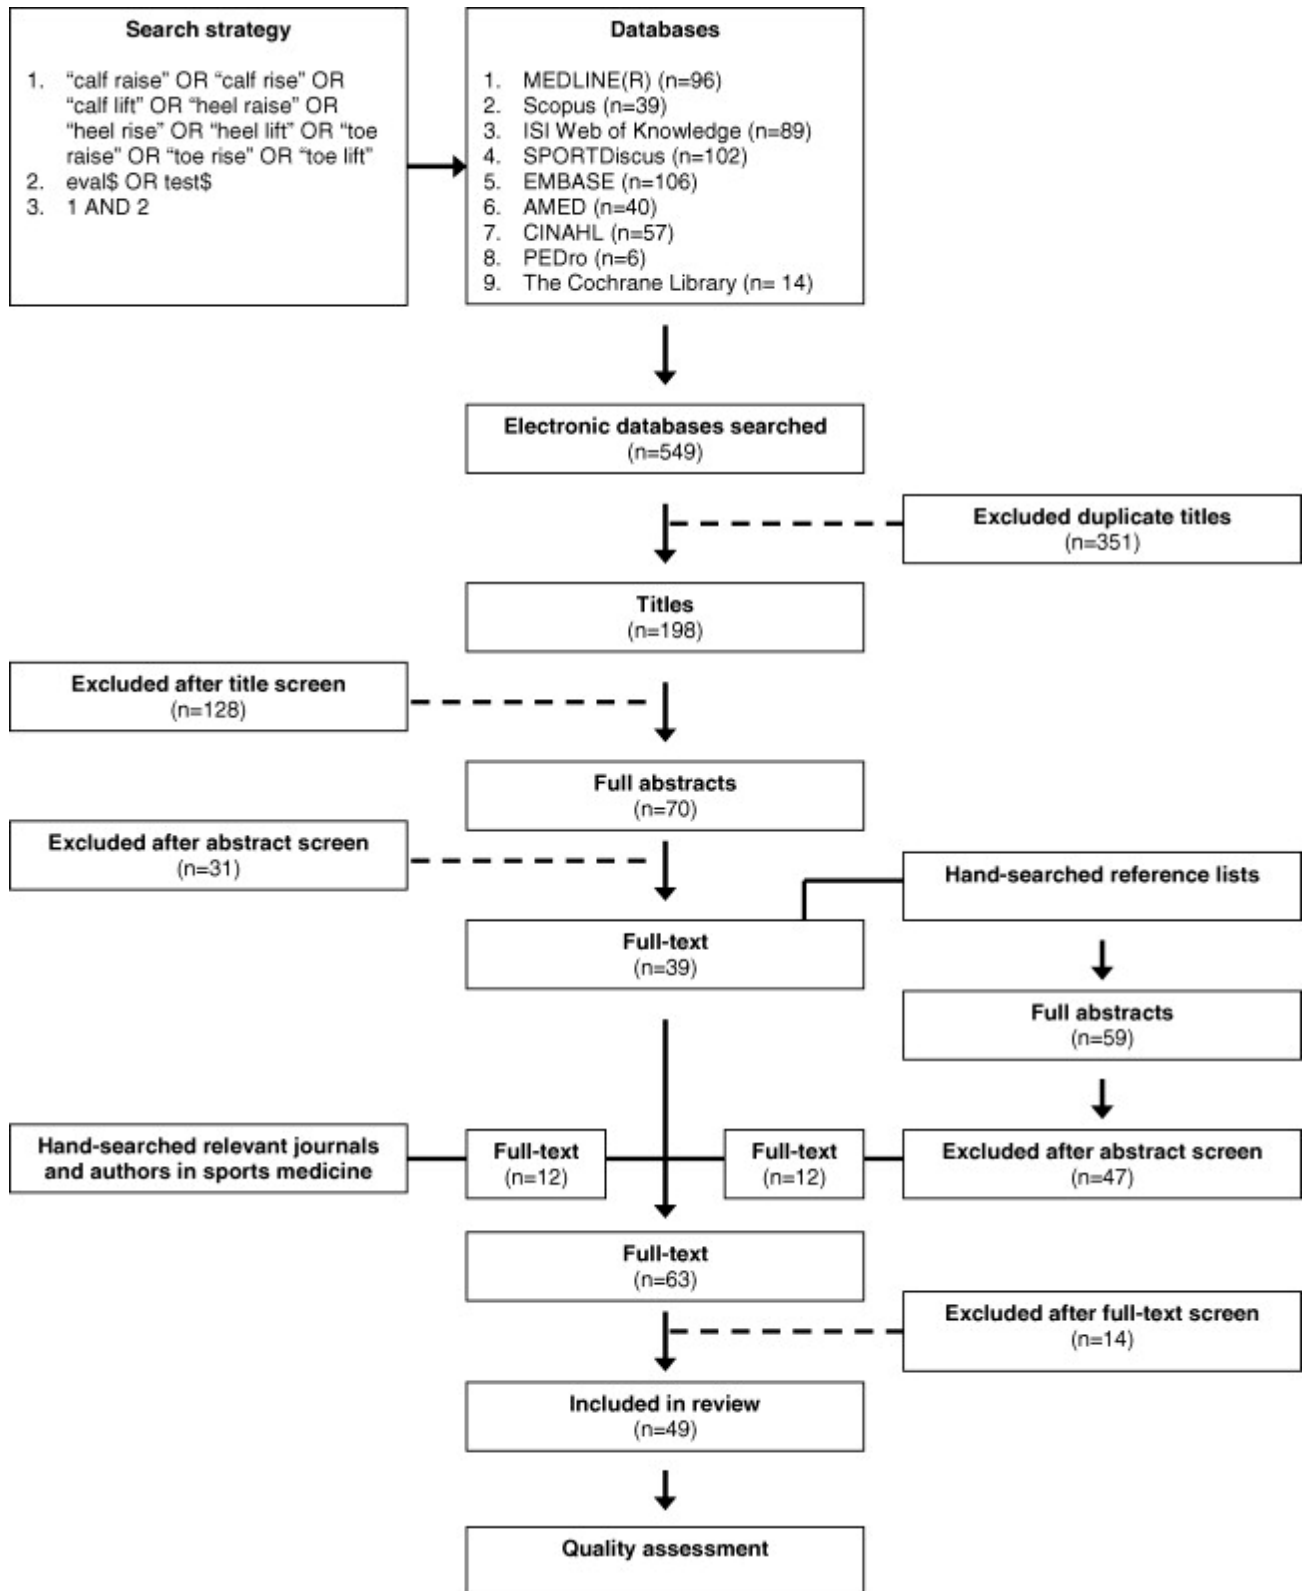 Search strategy
1. “calf raise” OR “calf rise” OR
“calf lift” OR “heel raise” OR
“heel rise” OR “heel lift” OR “toe
raise” OR “toe rise” OR “toe lift”
2. eval$ OR test$
3. 1 AND 2
Databases
1. MEDLINE(R) (n=96)
2. Scopus (n=39)
3. ISI Web of Knowledge (n=89)
4. SPORTDiscus (n=102)
5. EMBASE (n=106)
6. AMED (n=40)
7. CINAHL (n=57)
8. PEDro (n=6)
9. The Cochrane Library (n= 14)
Electronic databases searched
(n=549)
Excluded duplicate titles
(n=351)
Titles
(n=198)
Excluded after title screen
(n=128)
Full abstracts
(n=70)
Excluded after abstract screen
(n=31)
Hand-searched reference lists
Full-text
(n=39)
Full abstracts
(n=59)
Hand-searched relevant journals
and authors in sports medicine
Full-text
(n=12)
Full-text
(n=12)
Excluded after abstract screen
(n=47)
Full-text
(n=63)
Excluded after full-text screen
(n=14)
Included in review
(n=49)
Quality assessment